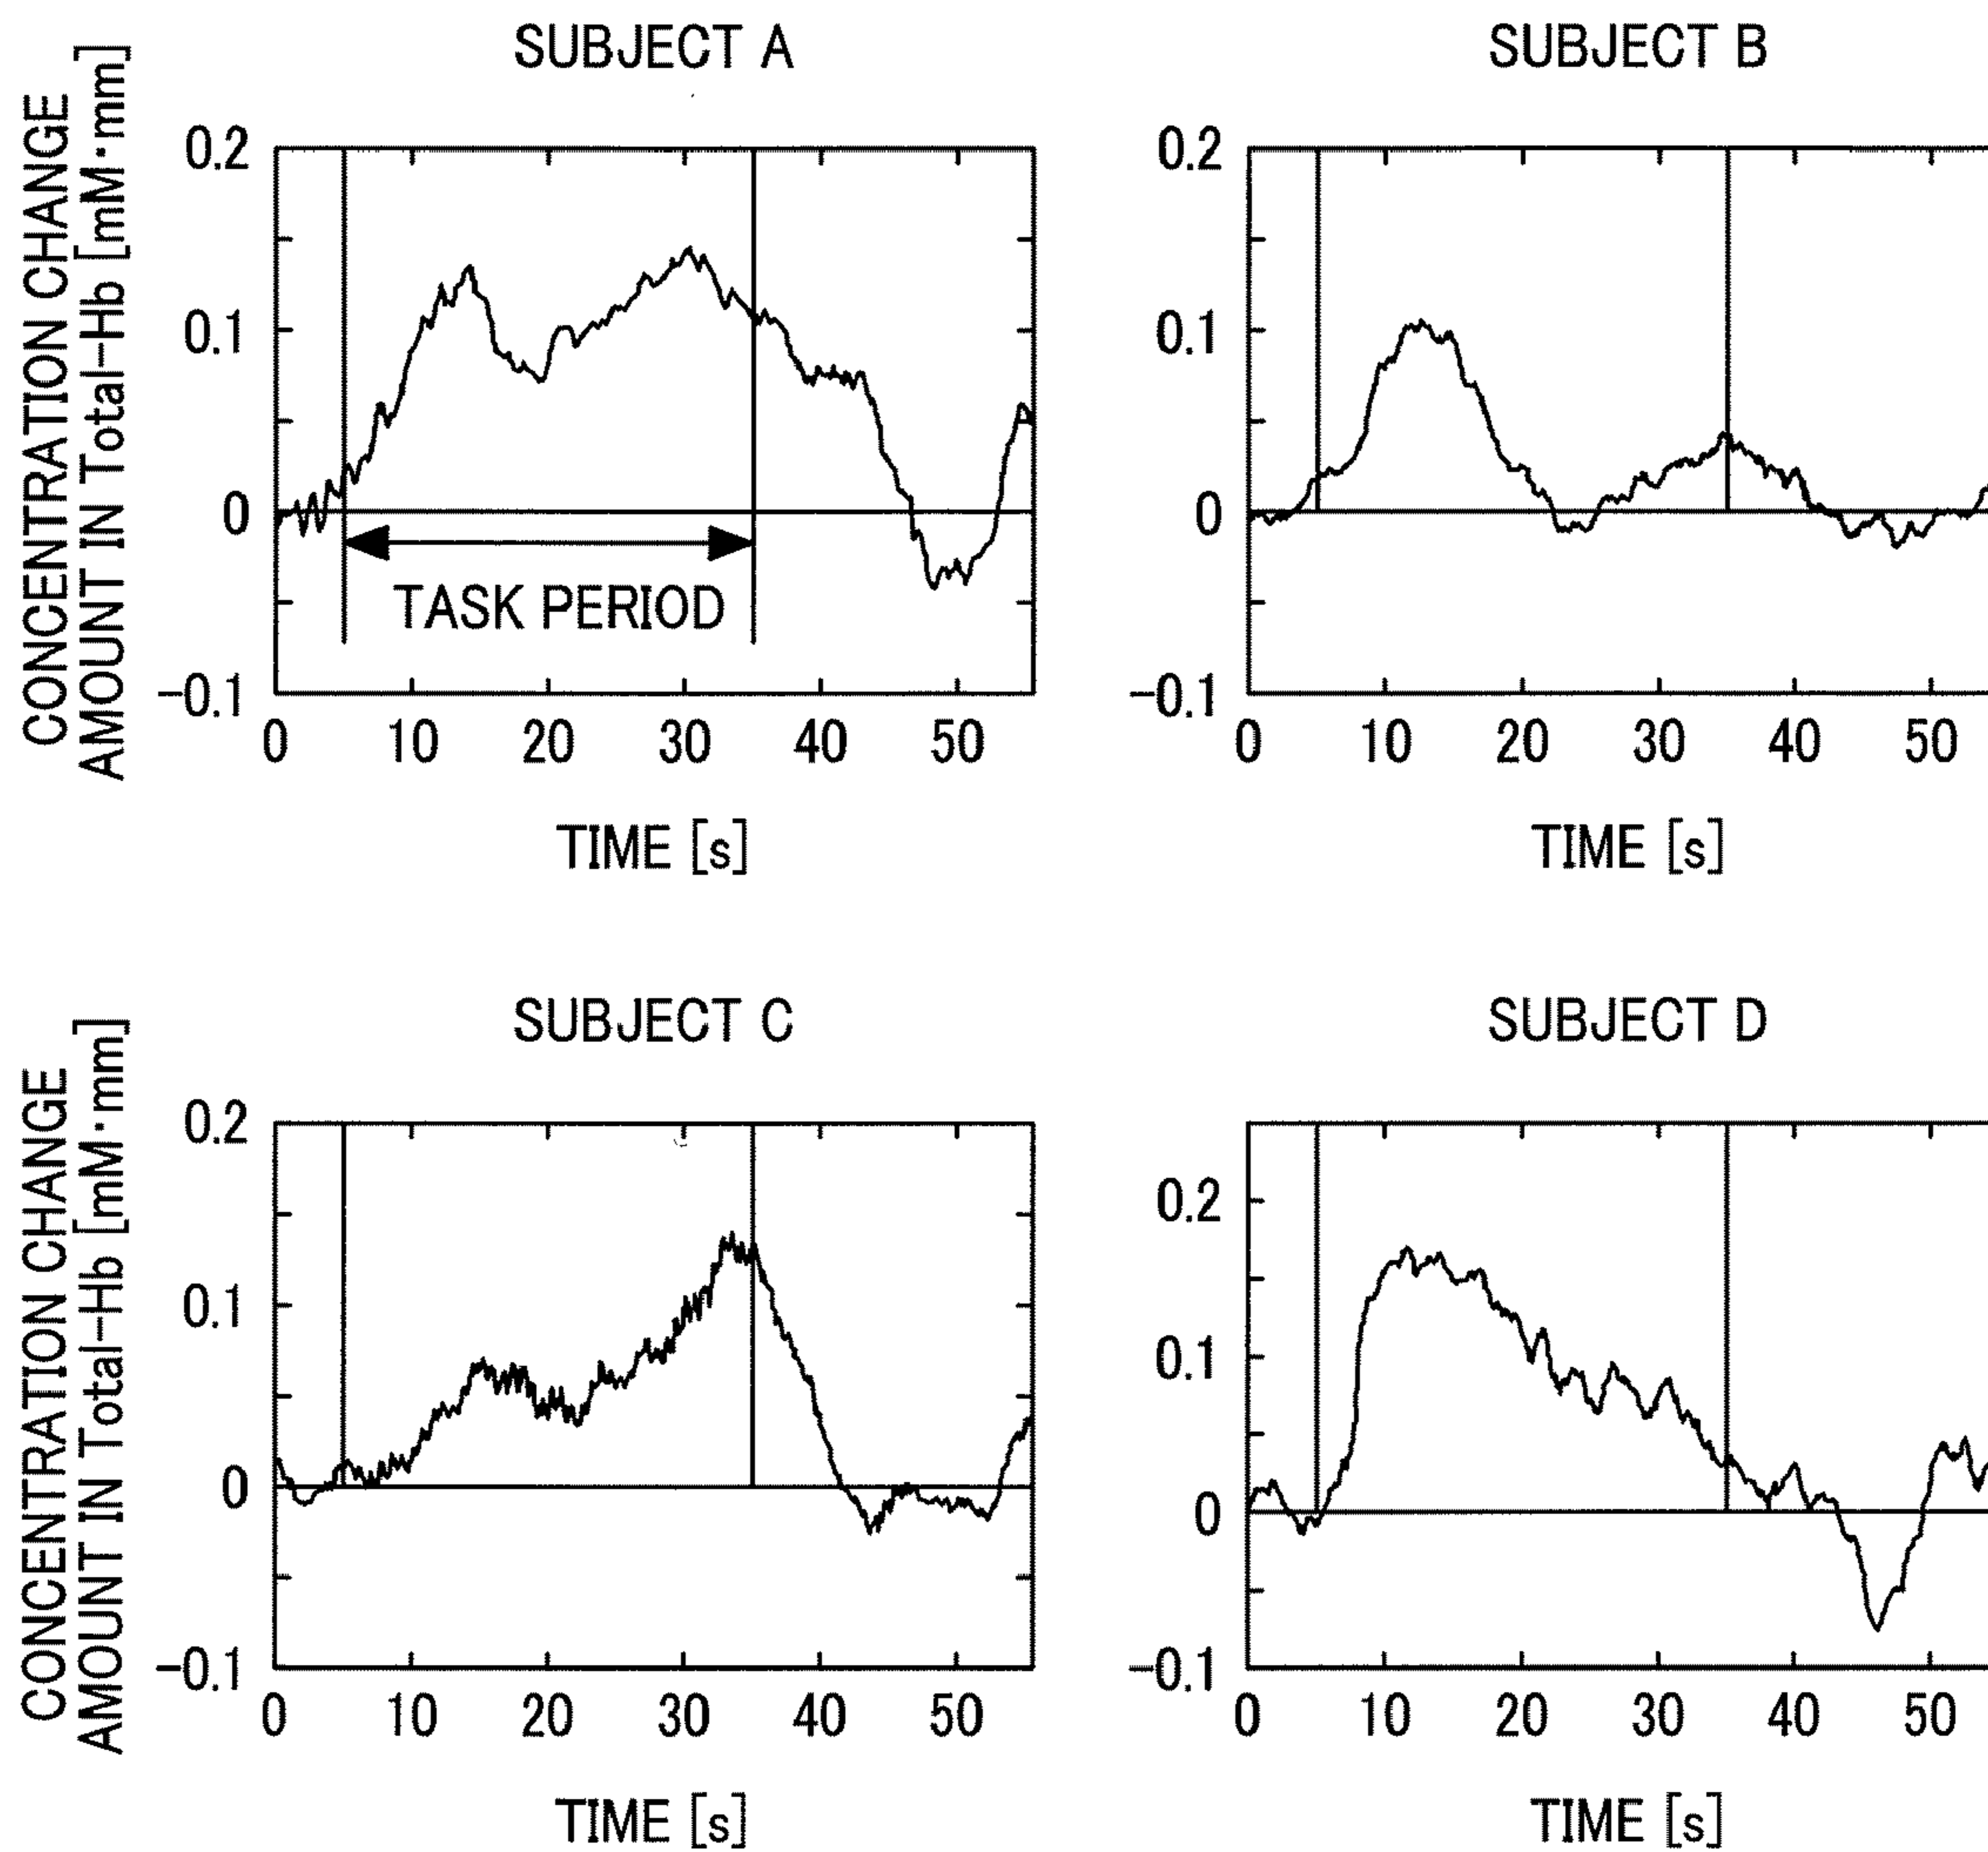 SUBJECT A
CONCENTRATION CHANGE
AMOUNT IN Total-Hb [mM·mm]
0.2
0.1
0
-0.1
TASK PERIOD
0 10 20 30 40 50
TIME [s]
SUBJECT B
0.2
0.1
0
-0.1
0 10 20 30 40 50
TIME [s]
SUBJECT C
CONCENTRATION CHANGE
AMOUNT IN Total-Hb [mM·mm]
0.2
0.1
0
-0.1
0 10 20 30 40 50
TIME [s]
SUBJECT D
0.2
0.1
0
-0.1
0 10 20 30 40 50
TIME [s]